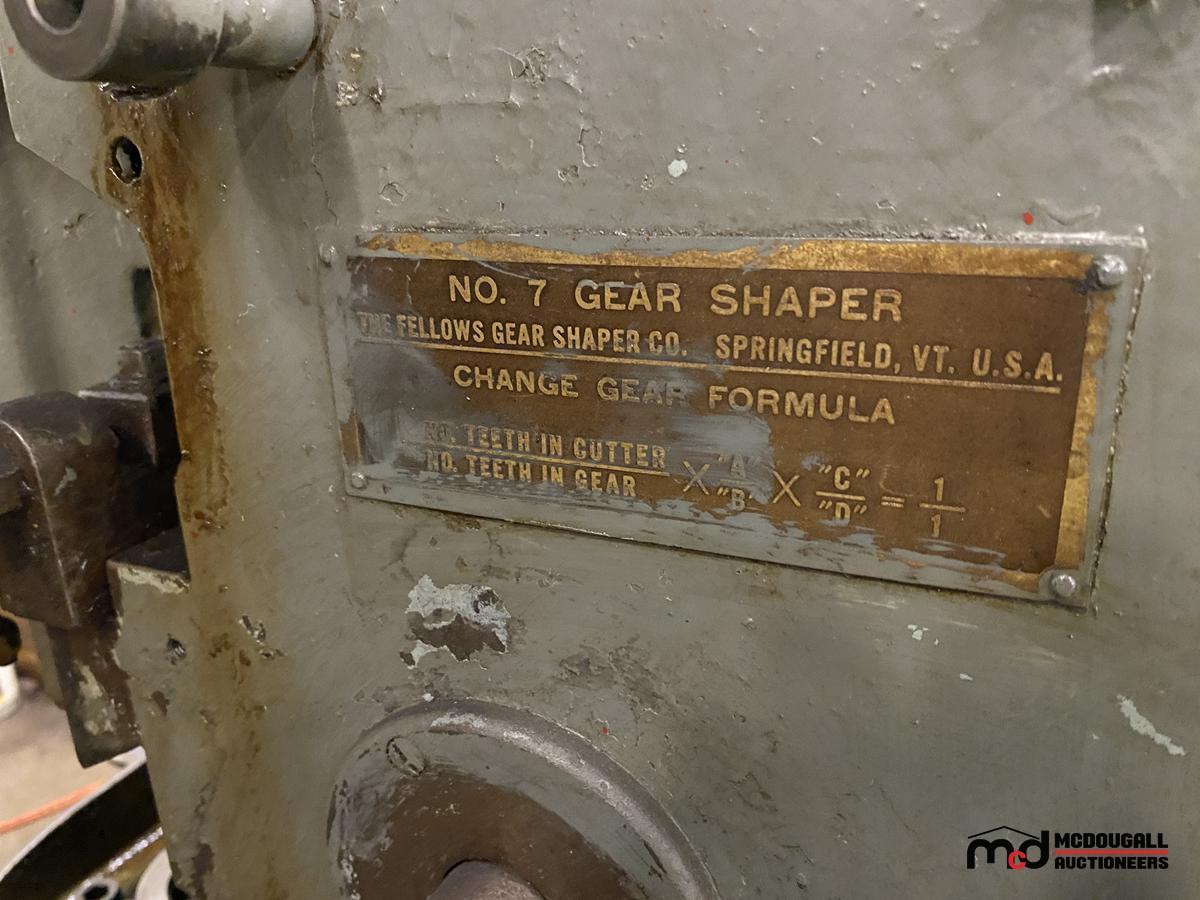 NO. 7 GEAR SHAPER
THE FELLOWS GEAR SHAPER CO. SPRINGFIELD, VT. U.S.A.
CHANGE GEAR FORMULA
NO. TEETH IN CUTTER
NO. TEETH IN GEAR
X "A"
"B" X "C"
"D" = 1
1
mcd MCDOUGALL
AUCTIONEERS